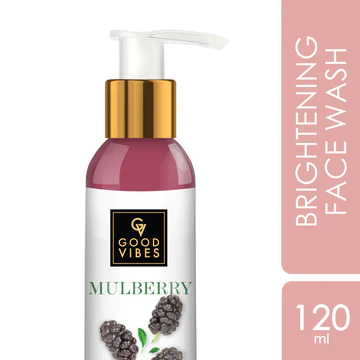 GV
GOOD
VIBES
MULBERRY
BRIGHTENING
FACE WASH
120
ml